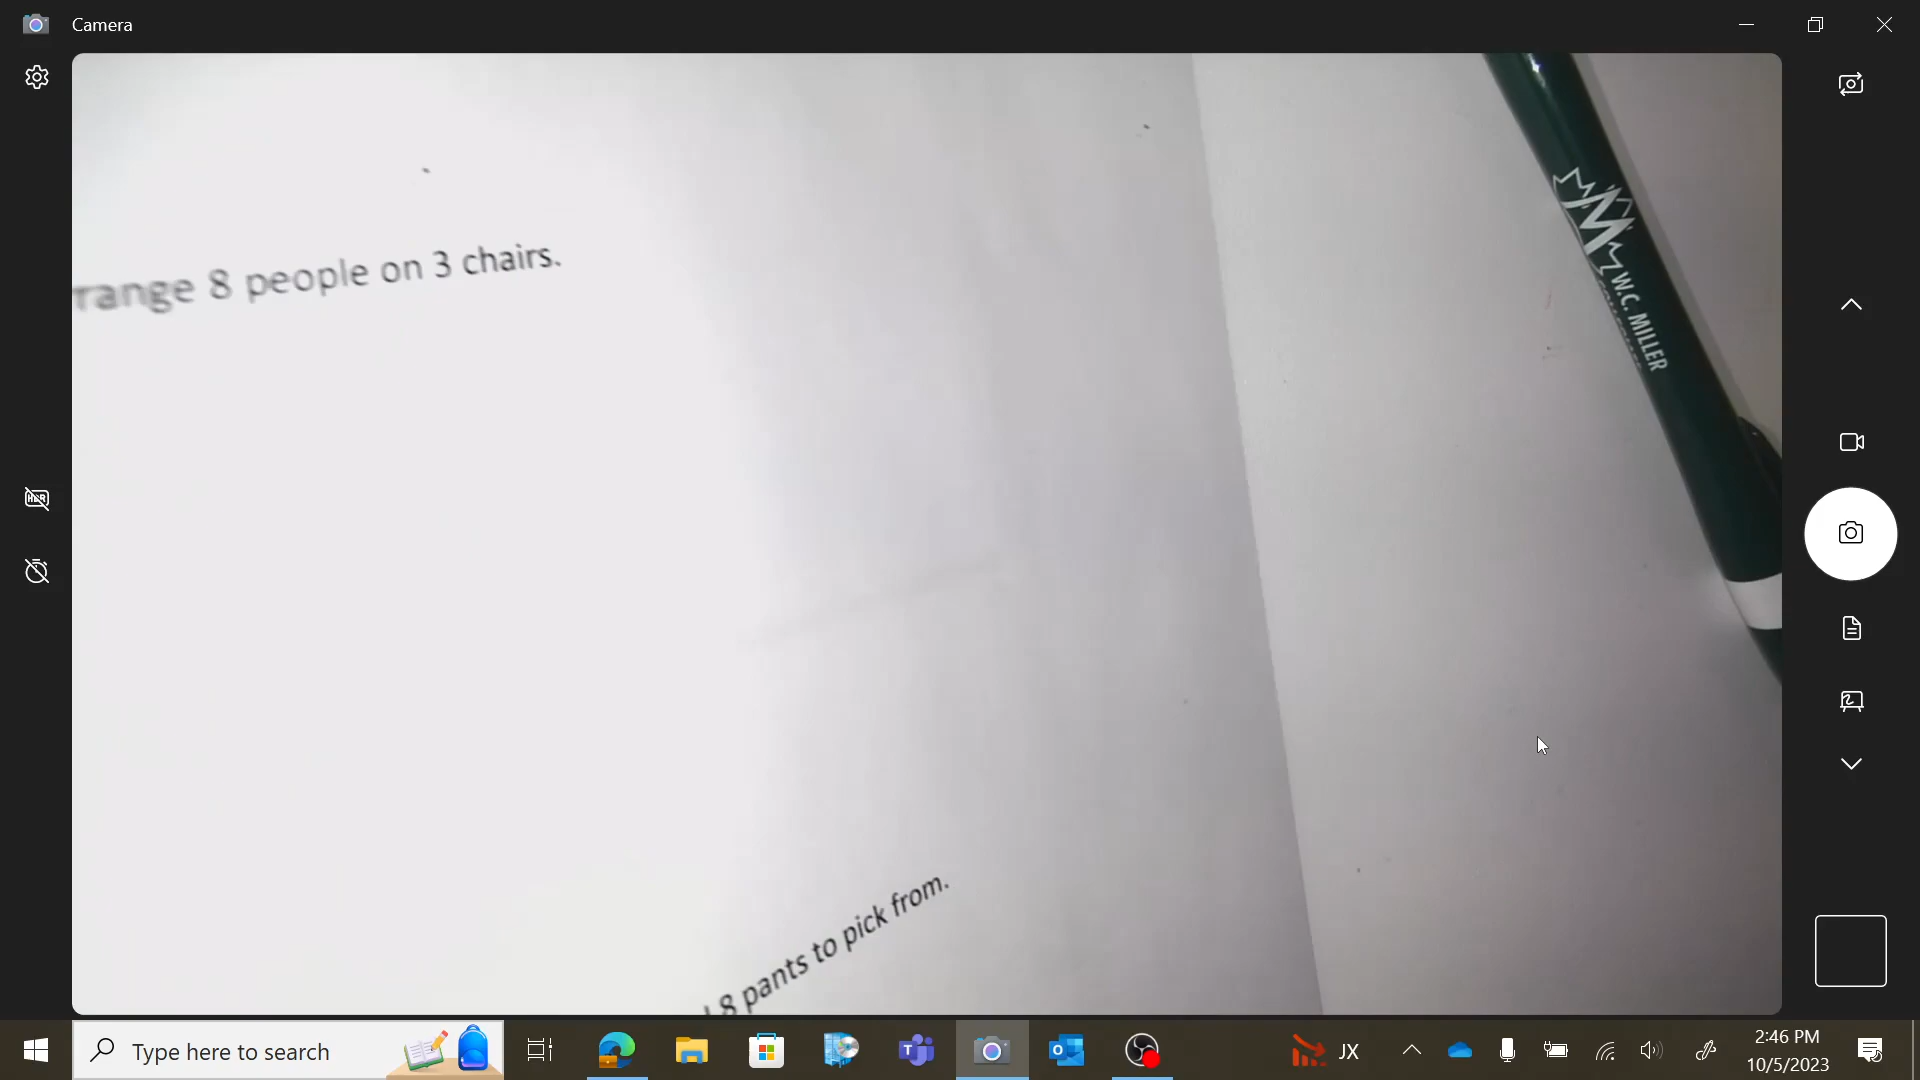 Camera
range 8 people on 3 chairs.
W.C. MILLER
8 pants to pick from.
Type here to search
JX
2:46 PM
10/5/2023